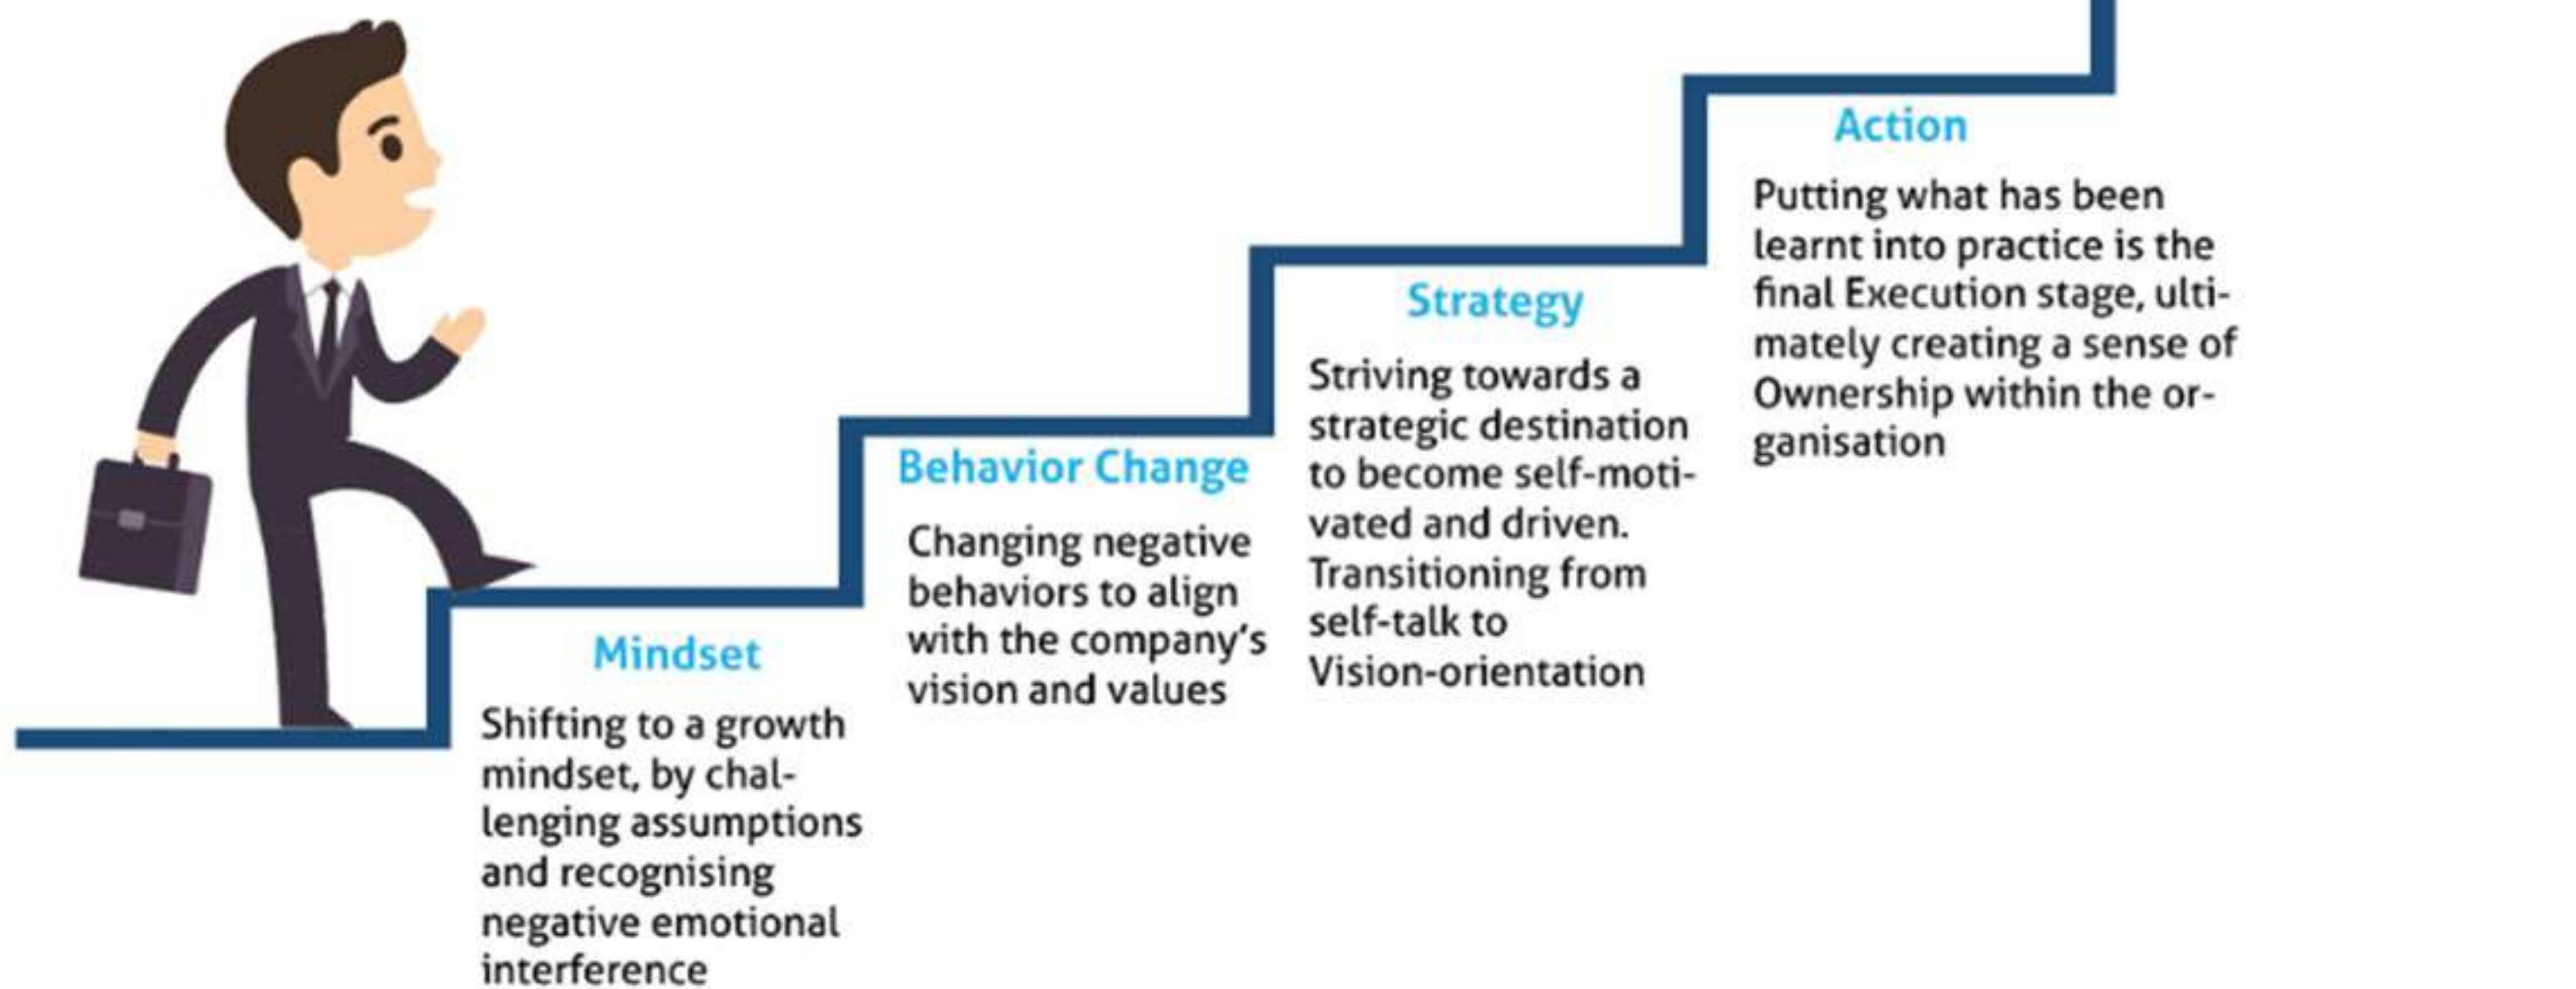 Mindset
Shifting to a growth
mindset, by chal-
lenging assumptions
and recognising
negative emotional
interference
Behavior Change
Changing negative
behaviors to align
with the company's
vision and values
Strategy
Striving towards a
strategic destination
to become self-moti-
vated and driven.
Transitioning from
self-talk to
Vision-orientation
Action
Putting what has been
learnt into practice is the
final Execution stage, ulti-
mately creating a sense of
Ownership within the or-
ganisation